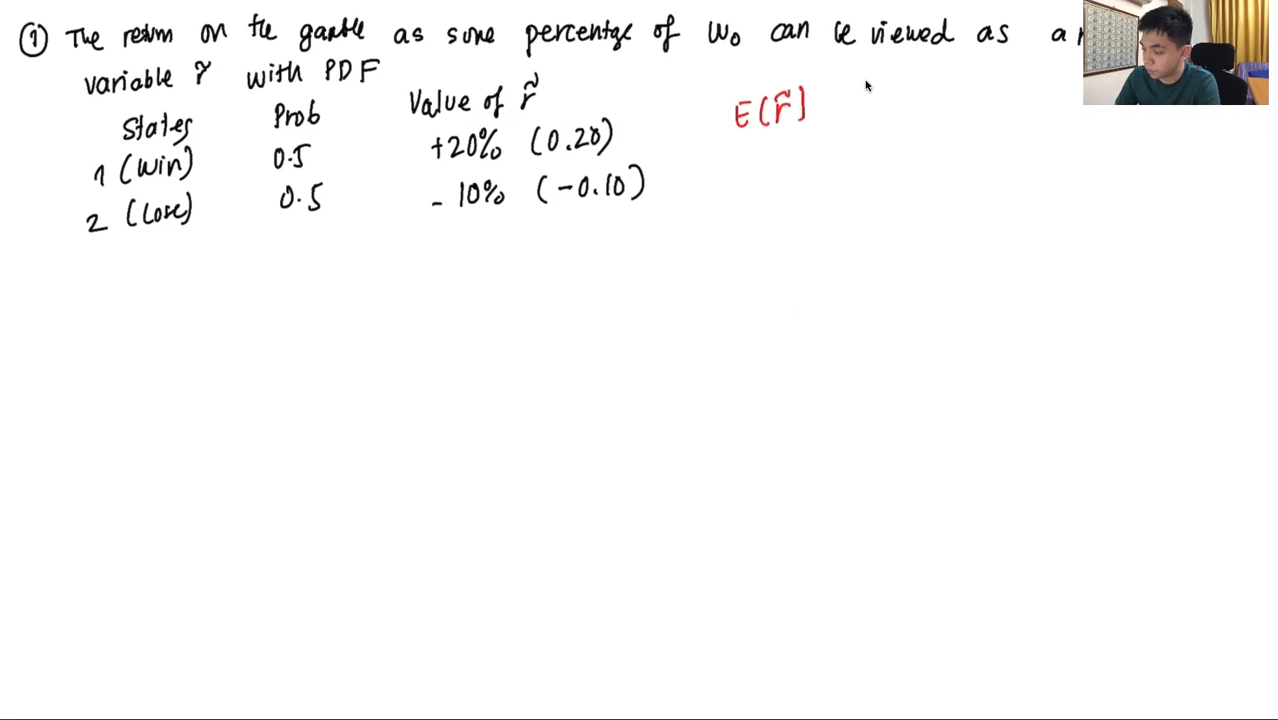 ① The return on the gamble as some percentage of W₀ can be viewed as a
variable r̃ with PDF
States Prob Value of r̃ E(r̃)
1 (Win) 0.5 +20% (0.20)
2 (Lose) 0.5 - 10% (-0.10)